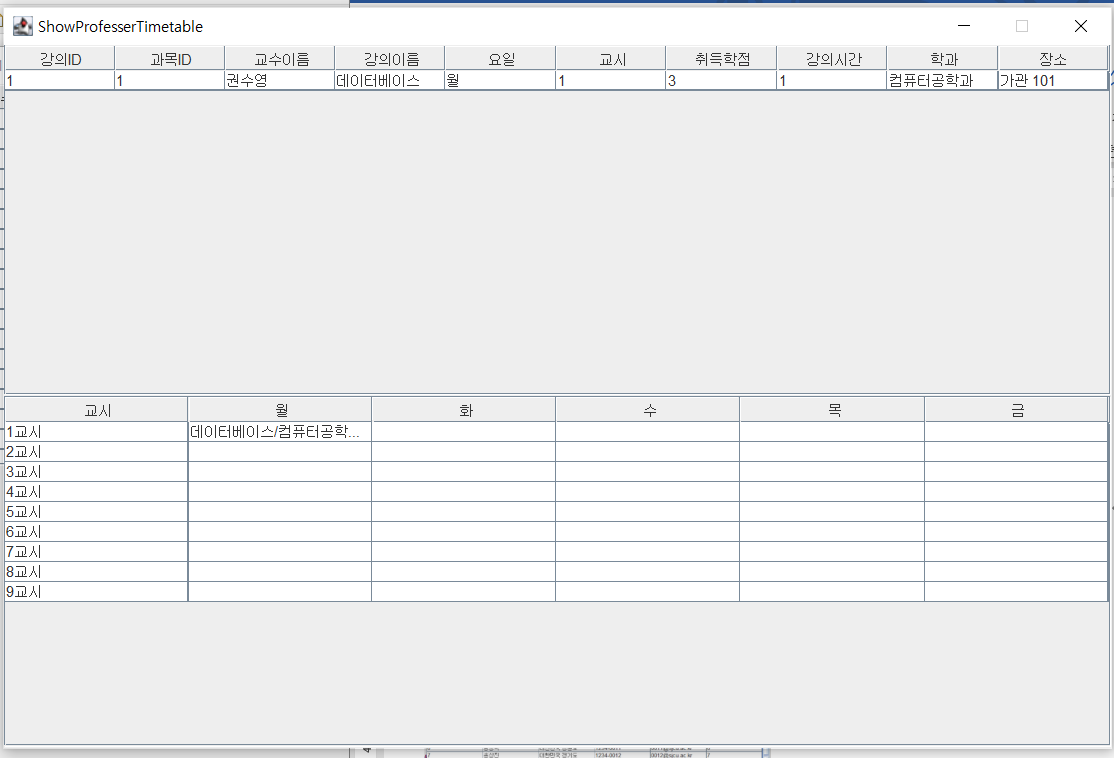 ShowProfesserTimetable
강의ID 과목ID 교수이름 강의이름 요일 교시 취득학점 강의시간 학과 장소
1 1 권수영 데이터베이스 월 1 3 1 컴퓨터공학과 가관 101
교시 월 화 수 목 금
1교시 데이터베이스/컴퓨터공학...
2교시
3교시
4교시
5교시
6교시
7교시
8교시
9교시